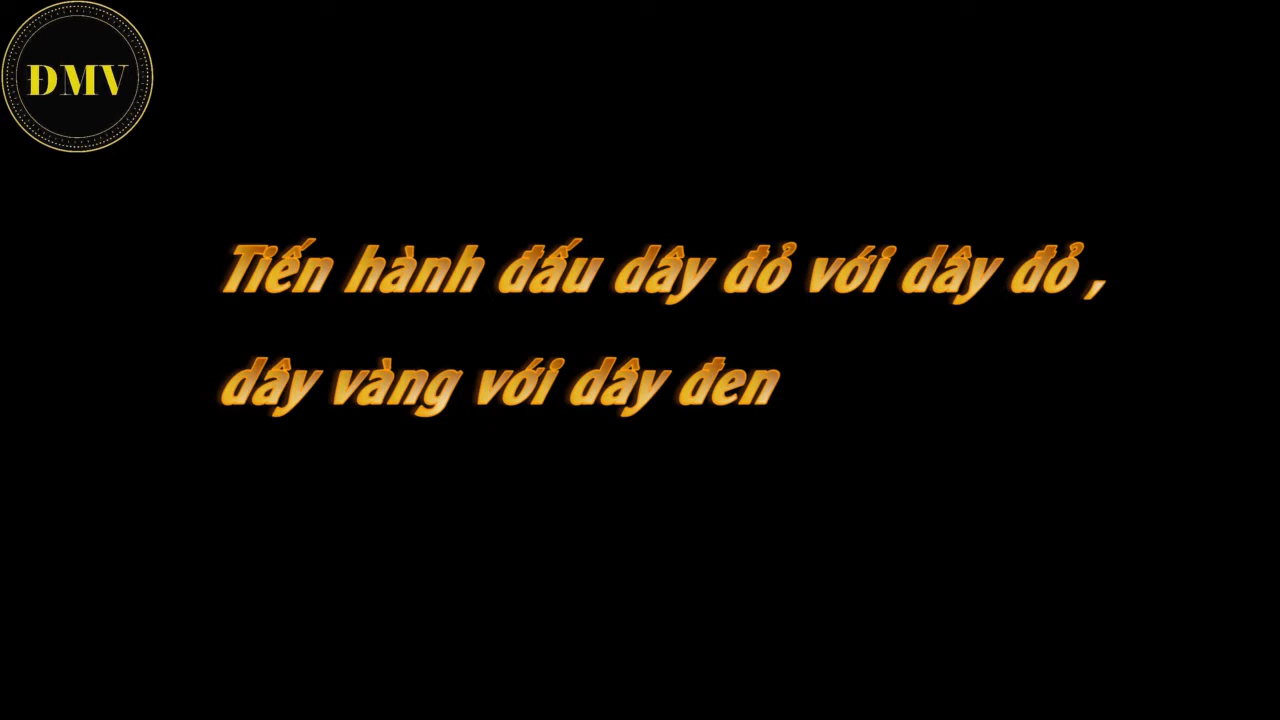 ĐMV
Tiến hành đấu dây đỏ với dây đỏ ,
dây vàng với dây đen